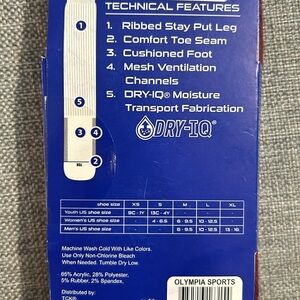 TECHNICAL FEATURES
1. Ribbed Stay Put Leg
2. Comfort Toe Seam
3. Cushioned Foot
4. Mesh Ventilation
Channels
5. DRY-IQ® Moisture
Transport Fabrication
DRY-IQ®
1
5
3 4
2
shoe size XS S M L XL
Youth US shoe size 9C - 1Y 13C - 4Y
Women's US shoe size - 4 - 6.5 6 - 9.5 10 - 12.5
Men's US shoe size - - 6 - 9.5 10 - 12.5 13 - 16
Machine Wash Cold With Like Colors.
Use Only Non-Chlorine Bleach
When Needed. Tumble Dry Low
65% Acrylic, 28% Polyester,
5% Rubber, 2% Spandex,
Distributed by
TCK®
OLYMPIA SPORTS